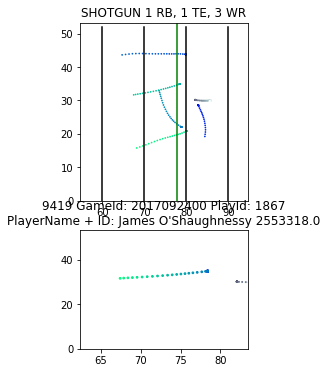 SHOTGUN 1 RB, 1 TE, 3 WR
50
40
30
20
10
0
60 70 80 90
9419 GameId: 2017092400 PlayId: 1867
PlayerName + ID: James O'Shaughnessy 2553318.0
40
20
0
65 70 75 80